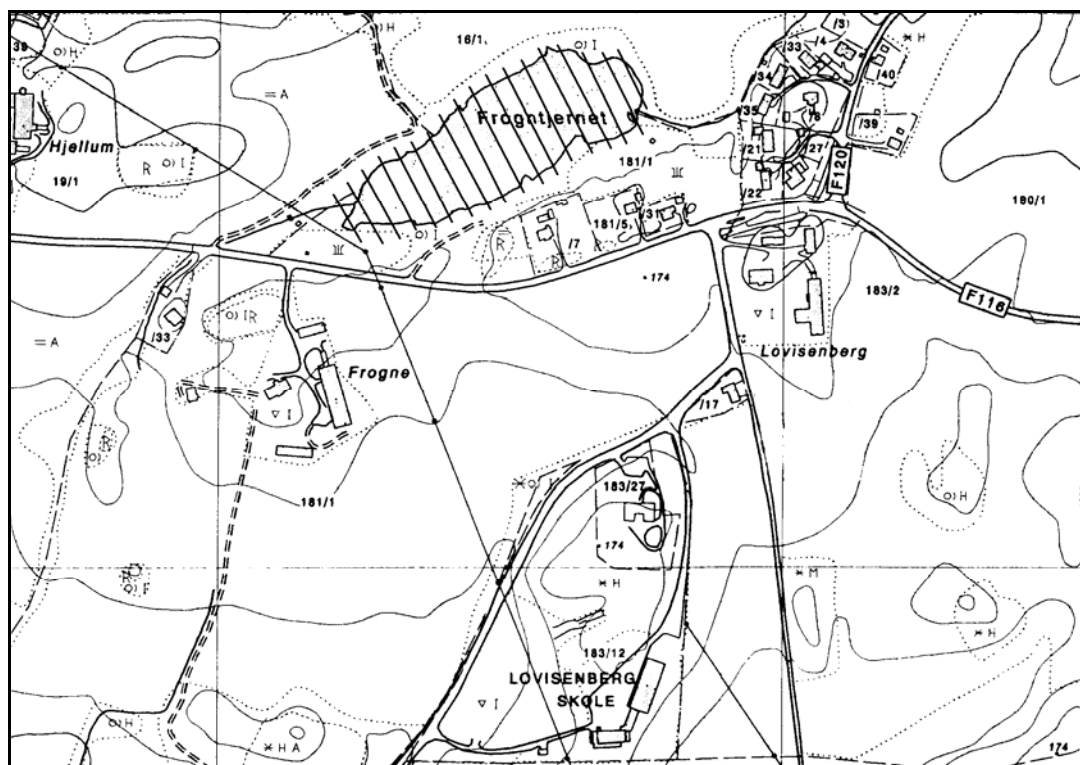 39
H
H
16/1
I
A
/3
/33
/4
H
/34
/40
Frogntjernet
/35
/8
/39
Hjellum
R
I
181/1
/21
/27
F120
19/1
/22
181/5
/31
180/1
I
R
/7
R
R
174
183/2
F116
I
IR
/33
A
Frogne
Lovisenberg
I
/17
R
H
181/1
183/27
174
M
R
F
H
H
183/12
LOVISENBERG
SKOLE
I
H
H A
174